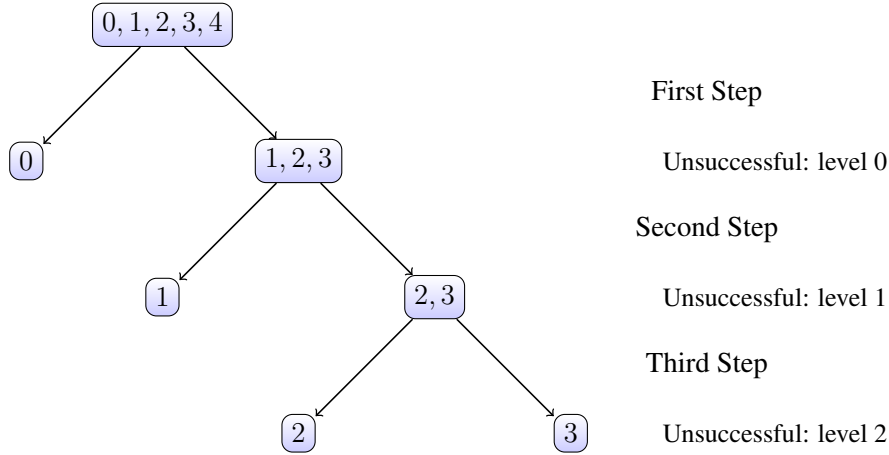 0, 1, 2, 3, 4
First Step
0
1, 2, 3
Unsuccessful: level 0
Second Step
1
2, 3
Unsuccessful: level 1
Third Step
2
3
Unsuccessful: level 2